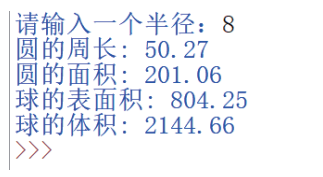 请输入一个半径：8
圆的周长: 50.27
圆的面积: 201.06
球的表面积: 804.25
球的体积: 2144.66
>>>